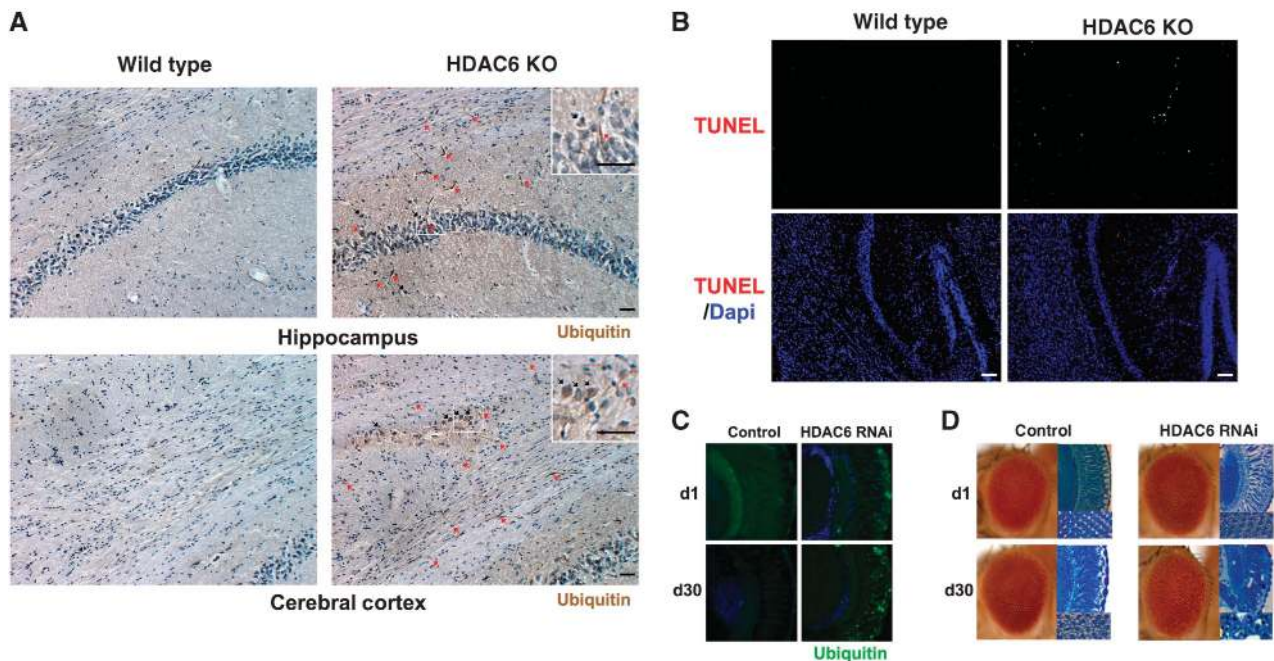 A
Wild type
HDAC6 KO
Hippocampus
Ubiquitin
Cerebral cortex
Ubiquitin
B
Wild type
HDAC6 KO
TUNEL
TUNEL
/Dapi
C
Control
HDAC6 RNAi
d1
d30
Ubiquitin
D
Control
HDAC6 RNAi
d1
d30